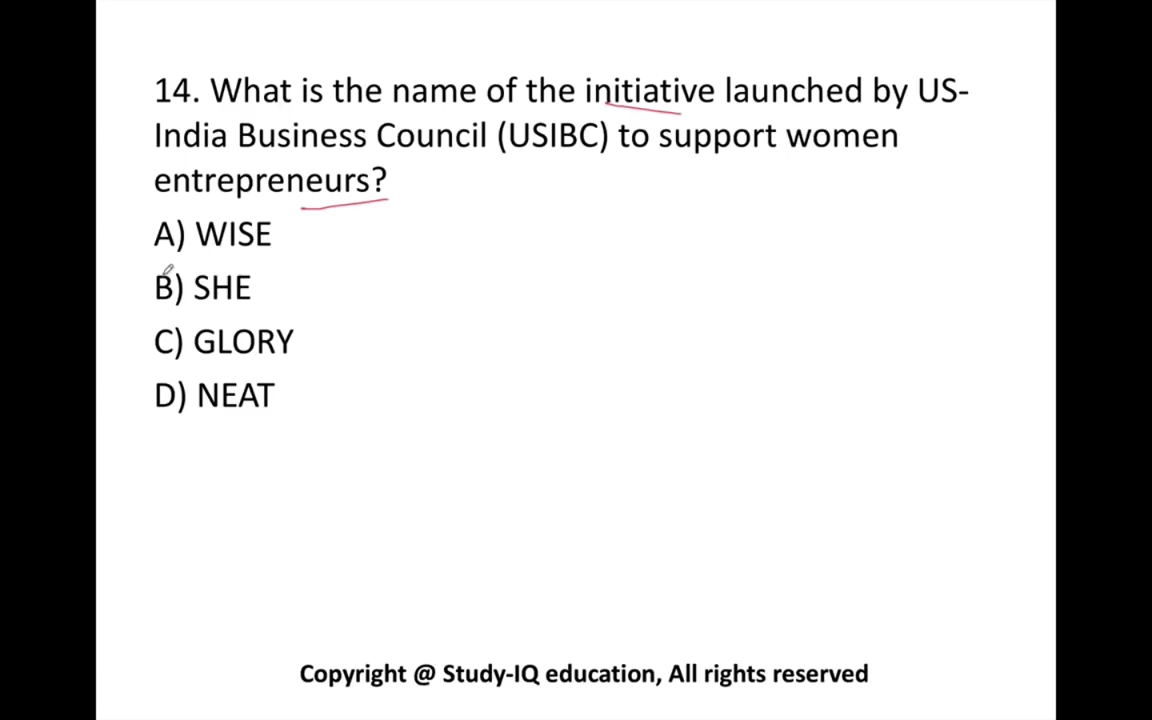 14. What is the name of the initiative launched by US-
India Business Council (USIBC) to support women
entrepreneurs?
A) WISE
B) SHE
C) GLORY
D) NEAT
Copyright @ Study-IQ education, All rights reserved